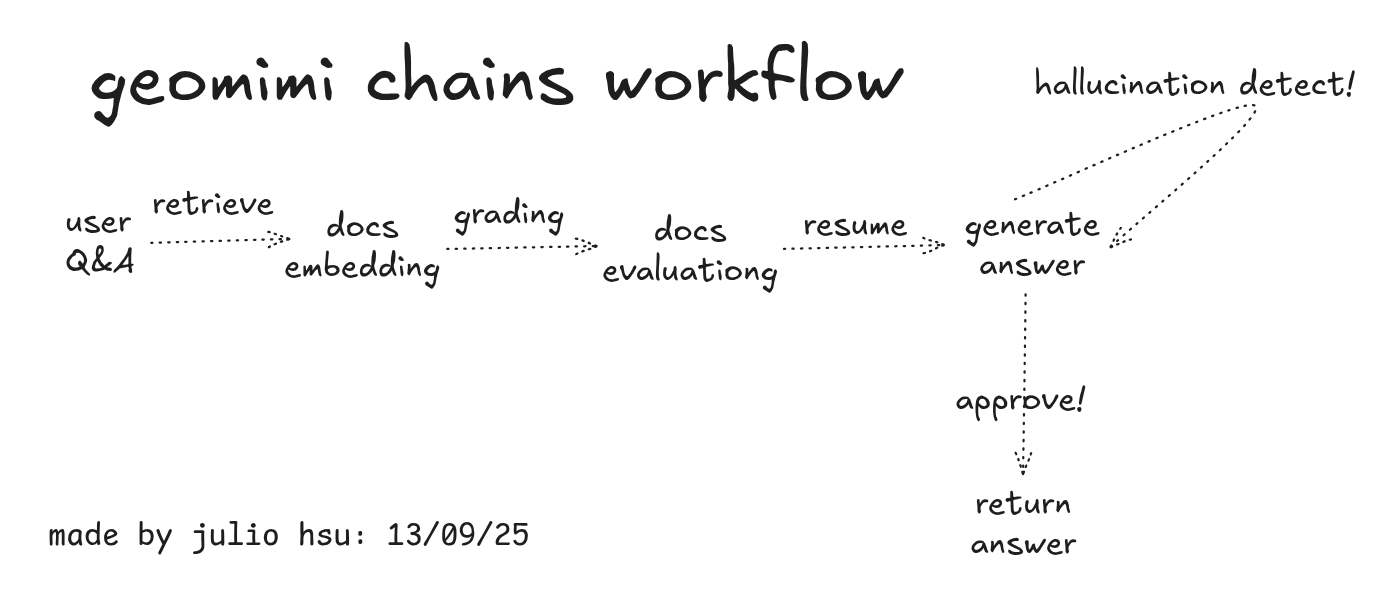 geomimi chains workflow
hallucination detect!
user
Q&A
retrieve
docs
embedding
grading
docs
evaluationg
resume
generate
answer
approve!
return
answer
made by julio hsu: 13/09/25